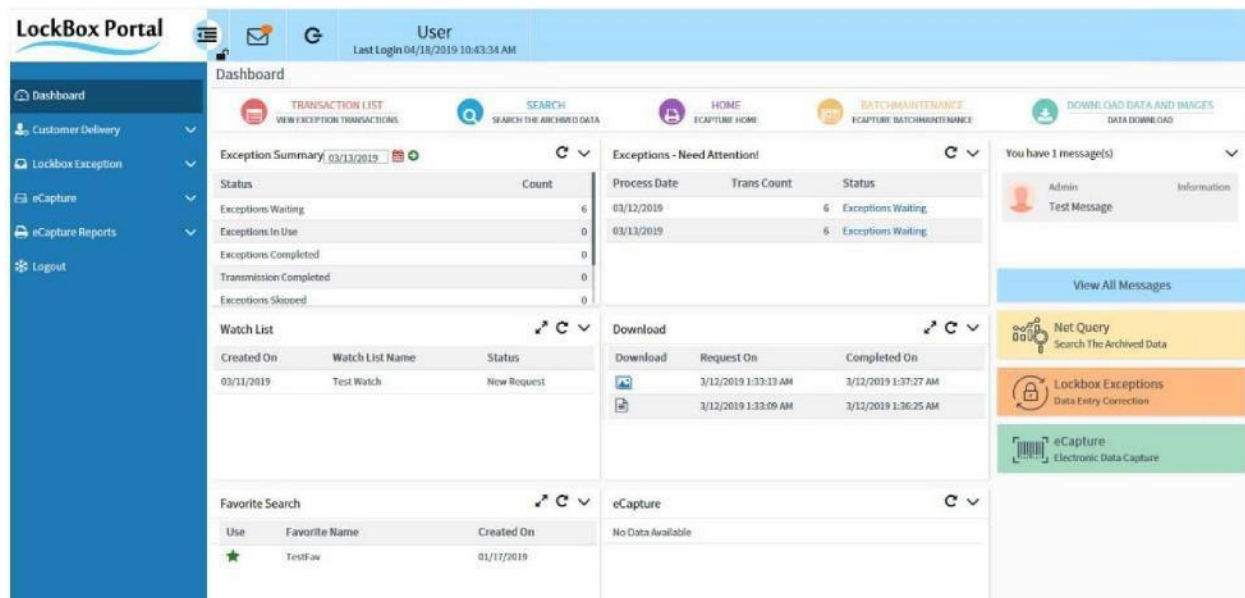 LockBox Portal
User
Last Login 04/18/2019 10:43:34 AM
Dashboard
Customer Delivery
Lockbox Exception
eCapture
eCapture Reports
Logout
Dashboard
TRANSACTION LIST
VIEW EXCEPTION TRANSACTIONS
SEARCH
SEARCH THE ARCHIVED DATA
HOME
ECAPTURE HOME
BATCHMAINTENANCE
ECAPTURE BATCHMAINTENANCE
DOWNLOAD DATA AND IMAGES
DATA DOWNLOAD
Exception Summary 03/13/2019
Status Count
Exceptions Waiting 6
Exceptions In Use 0
Exceptions Completed 0
Transmission Completed 0
Exceptions Skipped 0
Exceptions - Need Attention!
Process Date Trans Count Status
03/12/2019 6 Exceptions Waiting
03/13/2019 6 Exceptions Waiting
You have 1 message(s)
Admin Information
Test Message
View All Messages
Watch List
Created On Watch List Name Status
03/11/2019 Test Watch New Request
Download
Download Request On Completed On
3/12/2019 1:33:13 AM 3/12/2019 1:37:27 AM
3/12/2019 1:33:09 AM 3/12/2019 1:36:25 AM
Net Query
Search The Archived Data
Lockbox Exceptions
Data Entry Correction
eCapture
Electronic Data Capture
Favorite Search
Use Favorite Name Created On
TestFav 01/17/2019
eCapture
No Data Available